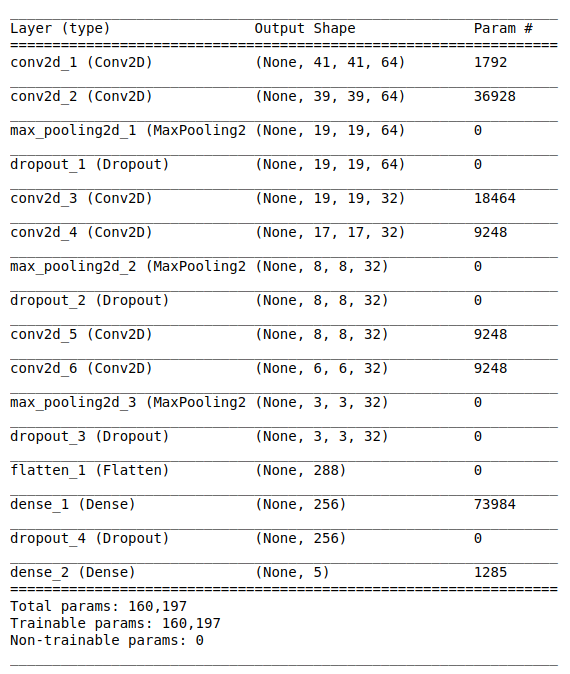 Layer (type) Output Shape Param #
conv2d_1 (Conv2D) (None, 41, 41, 64) 1792
conv2d_2 (Conv2D) (None, 39, 39, 64) 36928
max_pooling2d_1 (MaxPooling2 (None, 19, 19, 64) 0
dropout_1 (Dropout) (None, 19, 19, 64) 0
conv2d_3 (Conv2D) (None, 19, 19, 32) 18464
conv2d_4 (Conv2D) (None, 17, 17, 32) 9248
max_pooling2d_2 (MaxPooling2 (None, 8, 8, 32) 0
dropout_2 (Dropout) (None, 8, 8, 32) 0
conv2d_5 (Conv2D) (None, 8, 8, 32) 9248
conv2d_6 (Conv2D) (None, 6, 6, 32) 9248
max_pooling2d_3 (MaxPooling2 (None, 3, 3, 32) 0
dropout_3 (Dropout) (None, 3, 3, 32) 0
flatten_1 (Flatten) (None, 288) 0
dense_1 (Dense) (None, 256) 73984
dropout_4 (Dropout) (None, 256) 0
dense_2 (Dense) (None, 5) 1285
Total params: 160,197
Trainable params: 160,197
Non-trainable params: 0